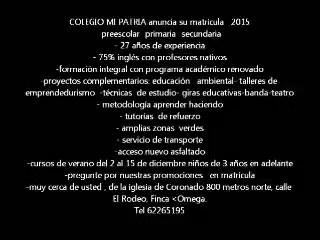 COLEGIO MI PATRIA anuncia su matricula  2015
preescolar  primaria  secundaria
- 27 años de experiencia
- 75% inglés con profesores nativos
-formación integral con programa académico renovado
-proyectos complementarios: educación  ambiental- talleres de
emprendedurismo  -técnicas  de estudio- giras educativas-banda-teatro
- metodología aprender haciendo
- tutorías  de refuerzo
- amplias zonas  verdes
- servicio de transporte
-acceso nuevo asfaltado
-cursos de verano del 2 al 15 de diciembre niños de 3 años en adelante
-pregunte por nuestras promociones  en matricula
-muy cerca de usted , de la iglesia de Coronado 800 metros norte, calle
El Rodeo, Finca <Omega.
Tel 62265195